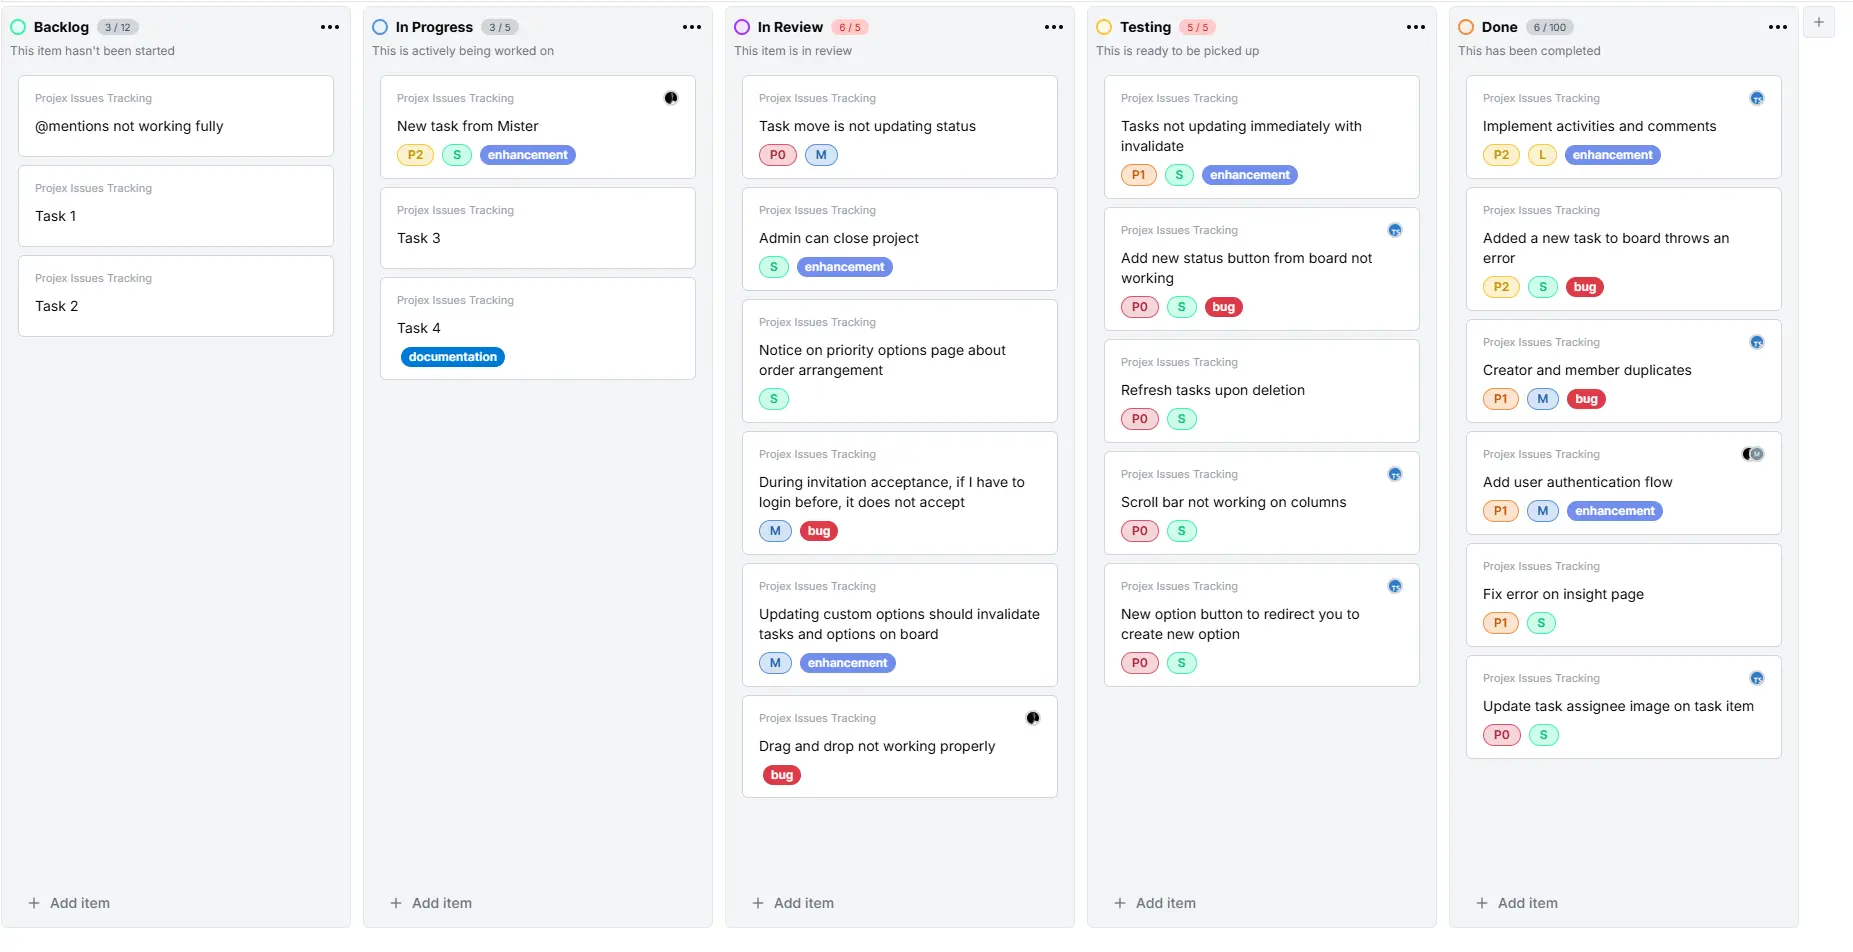 Backlog 3 / 12
This item hasn't been started
Projex Issues Tracking
@mentions not working fully
Projex Issues Tracking
Task 1
Projex Issues Tracking
Task 2
+ Add item
In Progress 3 / 5
This is actively being worked on
Projex Issues Tracking
New task from Mister
P2 S enhancement
Projex Issues Tracking
Task 3
Projex Issues Tracking
Task 4
documentation
+ Add item
In Review 6 / 5
This item is in review
Projex Issues Tracking
Task move is not updating status
P0 M
Projex Issues Tracking
Admin can close project
S enhancement
Projex Issues Tracking
Notice on priority options page about
order arrangement
S
Projex Issues Tracking
During invitation acceptance, if I have to
login before, it does not accept
M bug
Projex Issues Tracking
Updating custom options should invalidate
tasks and options on board
M enhancement
Projex Issues Tracking
Drag and drop not working properly
bug
+ Add item
Testing 5 / 5
This is ready to be picked up
Projex Issues Tracking
Tasks not updating immediately with
invalidate
P1 S enhancement
Projex Issues Tracking TS
Add new status button from board not
working
P0 S bug
Projex Issues Tracking
Refresh tasks upon deletion
P0 S
Projex Issues Tracking TS
Scroll bar not working on columns
P0 S
Projex Issues Tracking TS
New option button to redirect you to
create new option
P0 S
+ Add item
Done 6 / 100
This has been completed
Projex Issues Tracking TS
Implement activities and comments
P2 L enhancement
Projex Issues Tracking
Added a new task to board throws an
error
P2 S bug
Projex Issues Tracking TS
Creator and member duplicates
P1 M bug
Projex Issues Tracking M
Add user authentication flow
P1 M enhancement
Projex Issues Tracking
Fix error on insight page
P1 S
Projex Issues Tracking TS
Update task assignee image on task item
P0 S
+ Add item
+